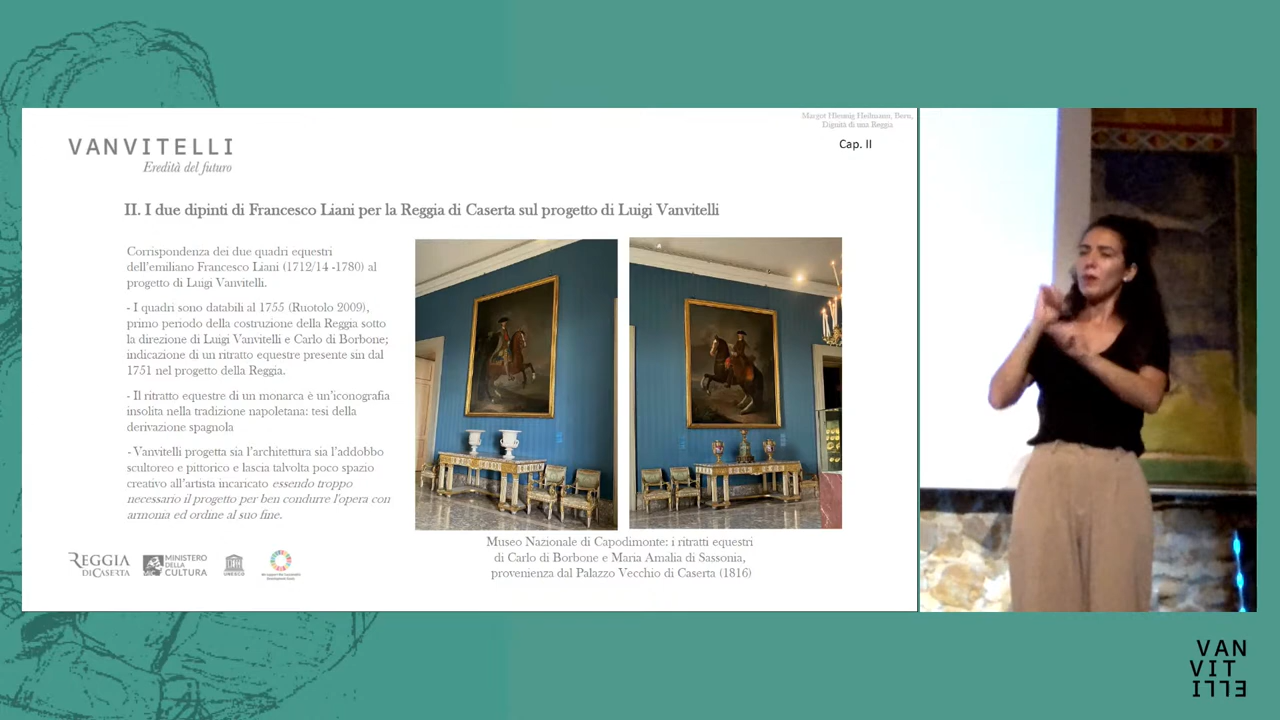 Margot Hleunig Heilmann, Bern,
Dignità di una Reggia
Cap. II
VANVITELLI
Eredità del futuro
II. I due dipinti di Francesco Liani per la Reggia di Caserta sul progetto di Luigi Vanvitelli
Corrispondenza dei due quadri equestri
dell'emiliano Francesco Liani (1712/14 -1780) al
progetto di Luigi Vanvitelli.
- I quadri sono databili al 1755 (Ruotolo 2009),
primo periodo della costruzione della Reggia sotto
la direzione di Luigi Vanvitelli e Carlo di Borbone;
indicazione di un ritratto equestre presente sin dal
1751 nel progetto della Reggia.
- Il ritratto equestre di un monarca è un'iconografia
insolita nella tradizione napoletana: tesi della
derivazione spagnola
- Vanvitelli progetta sia l'architettura sia l'addobbo
scultoreo e pittorico e lascia talvolta poco spazio
creativo all'artista incaricato essendo troppo
necessario il progetto per ben condurre l'opera con
armonia ed ordine al suo fine.
Museo Nazionale di Capodimonte: i ritratti equestri
di Carlo di Borbone e Maria Amalia di Sassonia,
provenienza dal Palazzo Vecchio di Caserta (1816)
REGGIA
DI CASERTA
MINISTERO
DELLA
CULTURA
UNESCO
VAN
VIT
ELLI